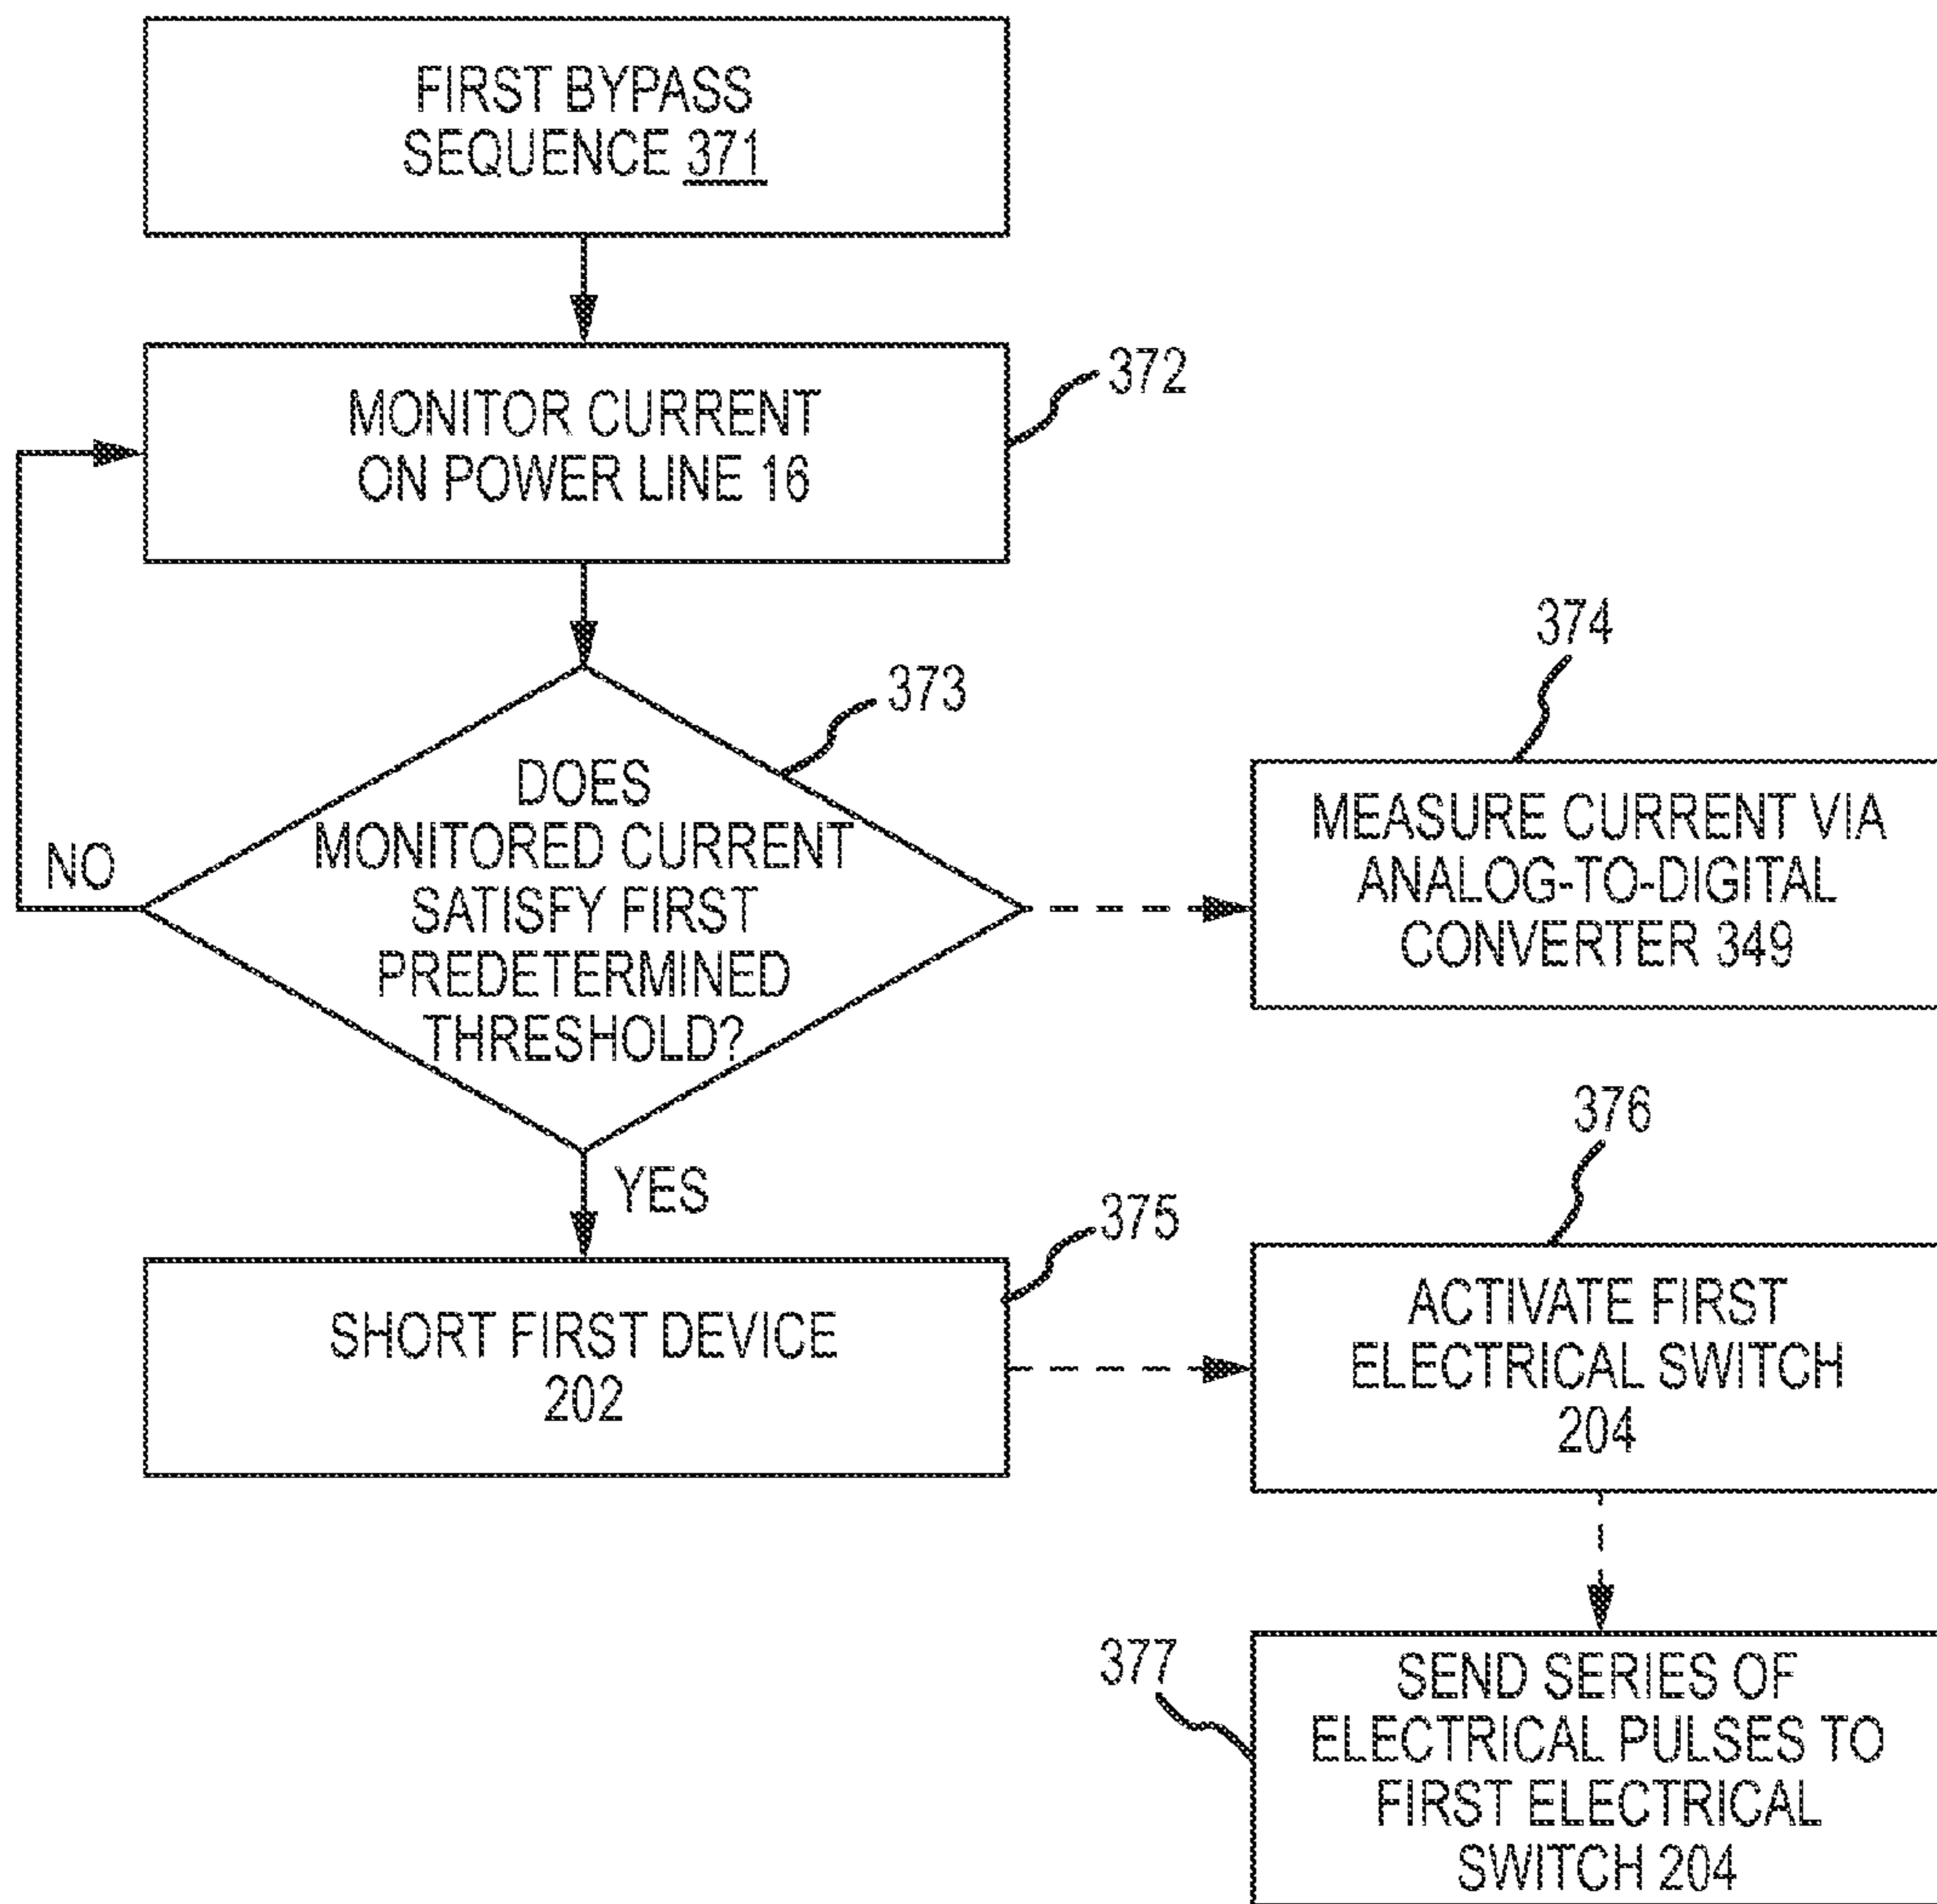 FIRST BYPASS
SEQUENCE 371
MONITOR CURRENT
ON POWER LINE 16
372
DOES
MONITORED CURRENT
SATISFY FIRST
PREDETERMINED
THRESHOLD?
373
NO
YES
374
MEASURE CURRENT VIA
ANALOG-TO-DIGITAL
CONVERTER 349
SHORT FIRST DEVICE
202
375
376
ACTIVATE FIRST
ELECTRICAL SWITCH
204
377
SEND SERIES OF
ELECTRICAL PULSES TO
FIRST ELECTRICAL
SWITCH 204